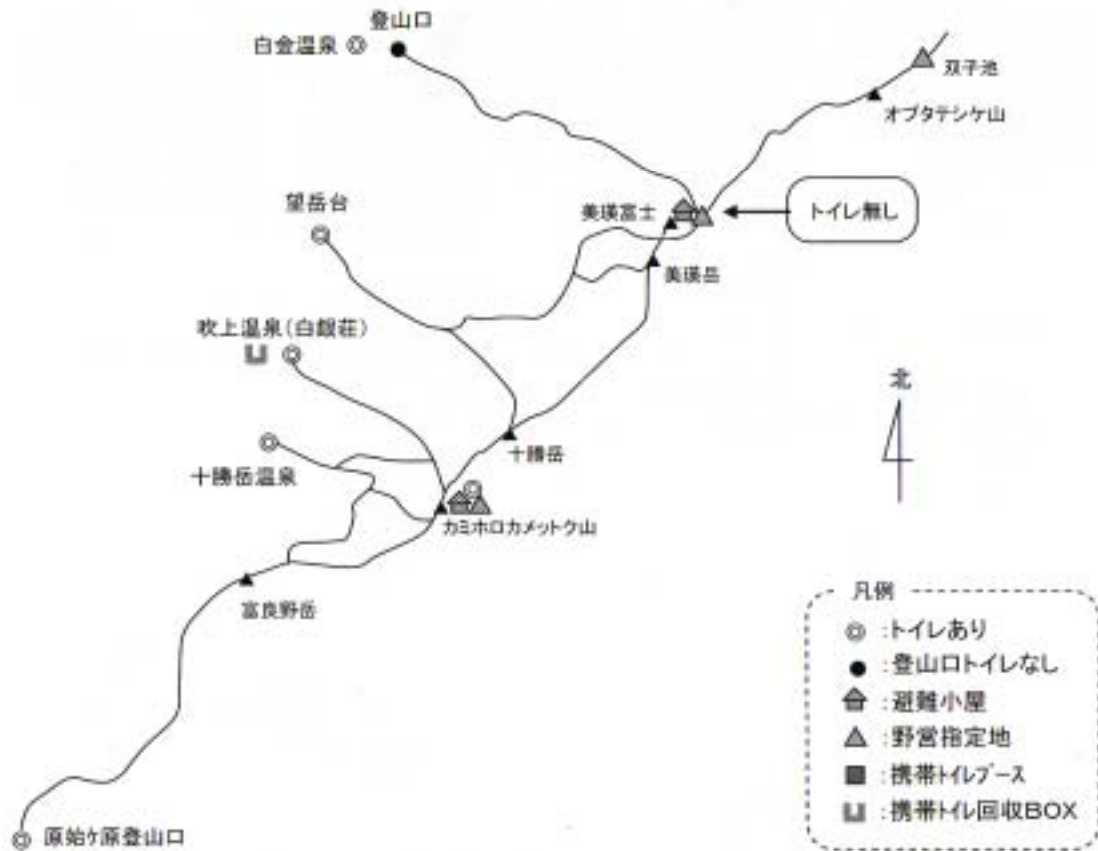 登山口
白金温泉
双子池
オプタテシケ山
望岳台
美瑛富士
トイレ無し
美瑛岳
吹上温泉(白銀荘)
北
十勝岳
十勝岳温泉
カミホロカメットク山
富良野岳
凡例
:トイレあり
:登山口トイレなし
:避難小屋
:野営指定地
:携帯トイレブース
:携帯トイレ回収BOX
原始ケ原登山口